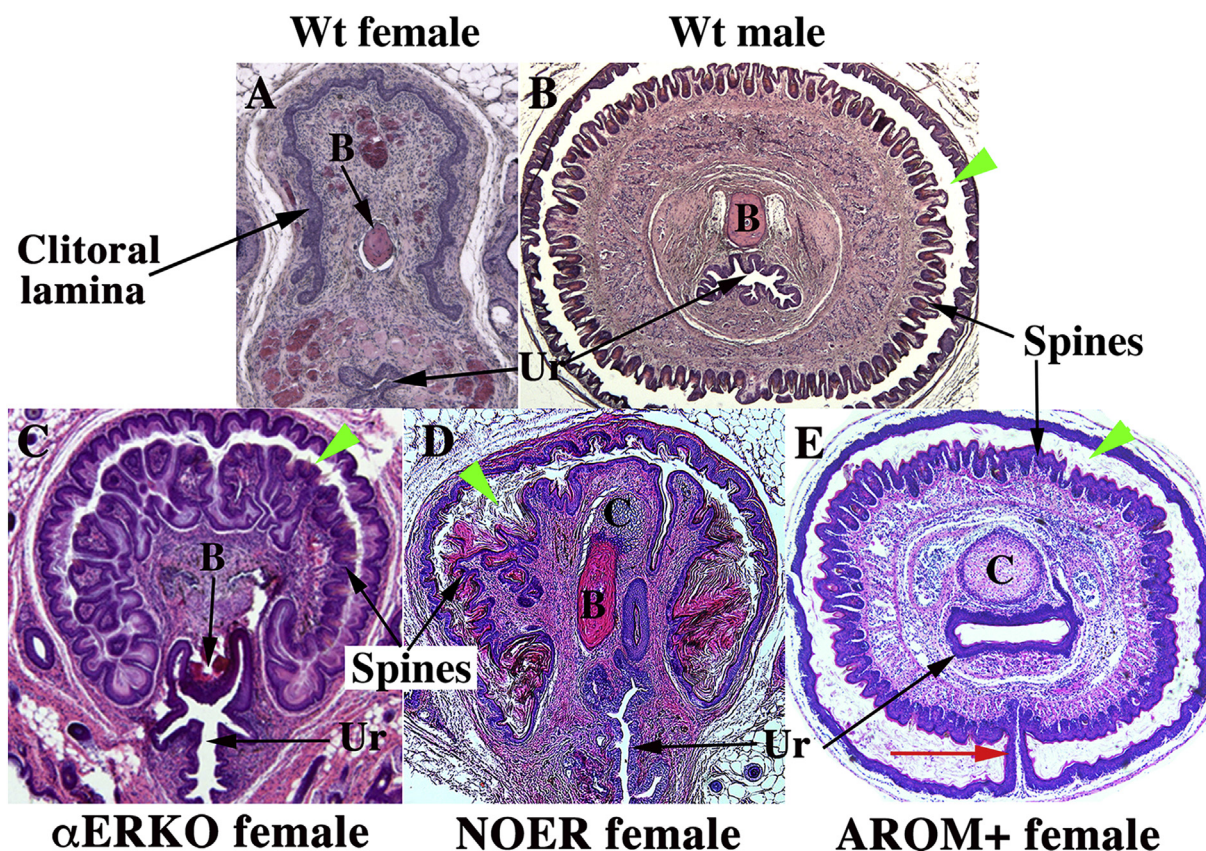 Wt female
Wt male
A
B
B
B
Clitoral
lamina
Ur
Spines
C
D
E
C
B
C
B
Spines
Ur
Ur
αERKO female
NOER female
AROM+ female